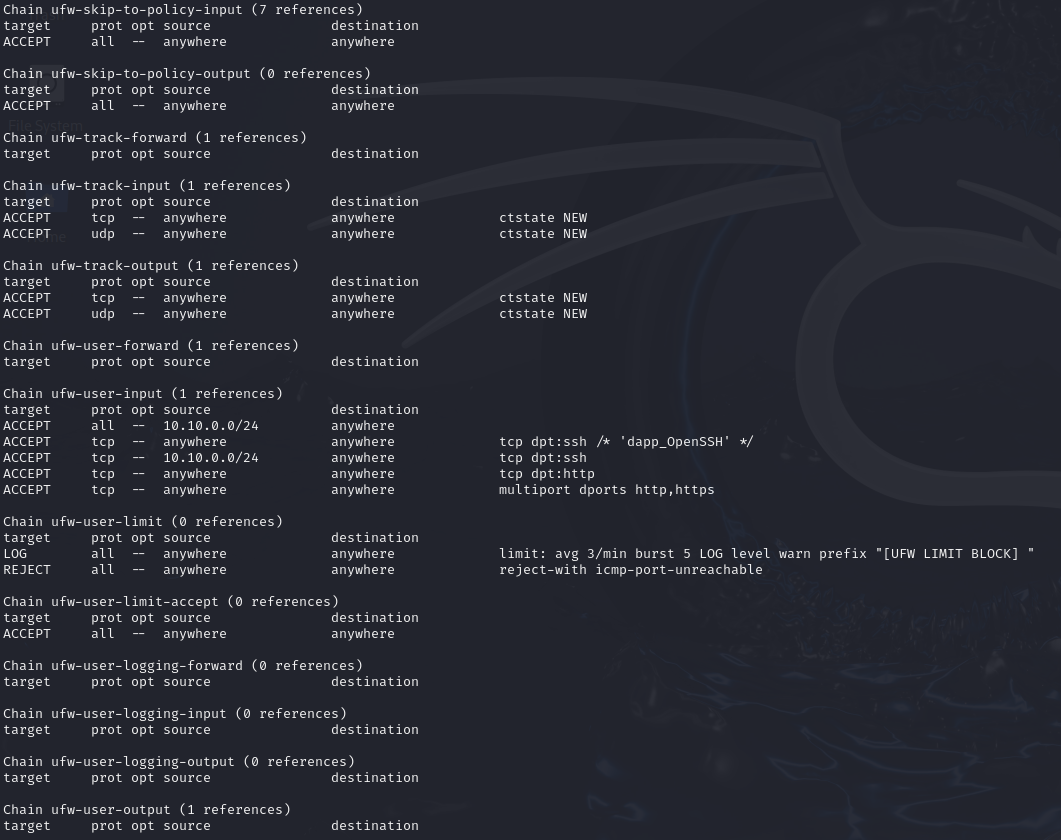 Chain ufw-skip-to-policy-input (7 references)
target     prot opt source               destination
ACCEPT     all  --  anywhere             anywhere
Chain ufw-skip-to-policy-output (0 references)
target     prot opt source               destination
ACCEPT     all  --  anywhere             anywhere
File System
Chain ufw-track-forward (1 references)
target     prot opt source               destination
Chain ufw-track-input (1 references)
target     prot opt source               destination
ACCEPT     tcp  --  anywhere             anywhere             ctstate NEW
ACCEPT     udp  --  anywhere             anywhere             ctstate NEW
Chain ufw-track-output (1 references)
target     prot opt source               destination
ACCEPT     tcp  --  anywhere             anywhere             ctstate NEW
ACCEPT     udp  --  anywhere             anywhere             ctstate NEW
Chain ufw-user-forward (1 references)
target     prot opt source               destination
Chain ufw-user-input (1 references)
target     prot opt source               destination
ACCEPT     all  --  10.10.0.0/24         anywhere
ACCEPT     tcp  --  anywhere             anywhere             tcp dpt:ssh /* 'dapp_OpenSSH' */
ACCEPT     tcp  --  10.10.0.0/24         anywhere             tcp dpt:ssh
ACCEPT     tcp  --  anywhere             anywhere             tcp dpt:http
ACCEPT     tcp  --  anywhere             anywhere             multiport dports http,https
Chain ufw-user-limit (0 references)
target     prot opt source               destination
LOG        all  --  anywhere             anywhere             limit: avg 3/min burst 5 LOG level warn prefix "[UFW LIMIT BLOCK] "
REJECT     all  --  anywhere             anywhere             reject-with icmp-port-unreachable
Chain ufw-user-limit-accept (0 references)
target     prot opt source               destination
ACCEPT     all  --  anywhere             anywhere
Chain ufw-user-logging-forward (0 references)
target     prot opt source               destination
Chain ufw-user-logging-input (0 references)
target     prot opt source               destination
Chain ufw-user-logging-output (0 references)
target     prot opt source               destination
Chain ufw-user-output (1 references)
target     prot opt source               destination